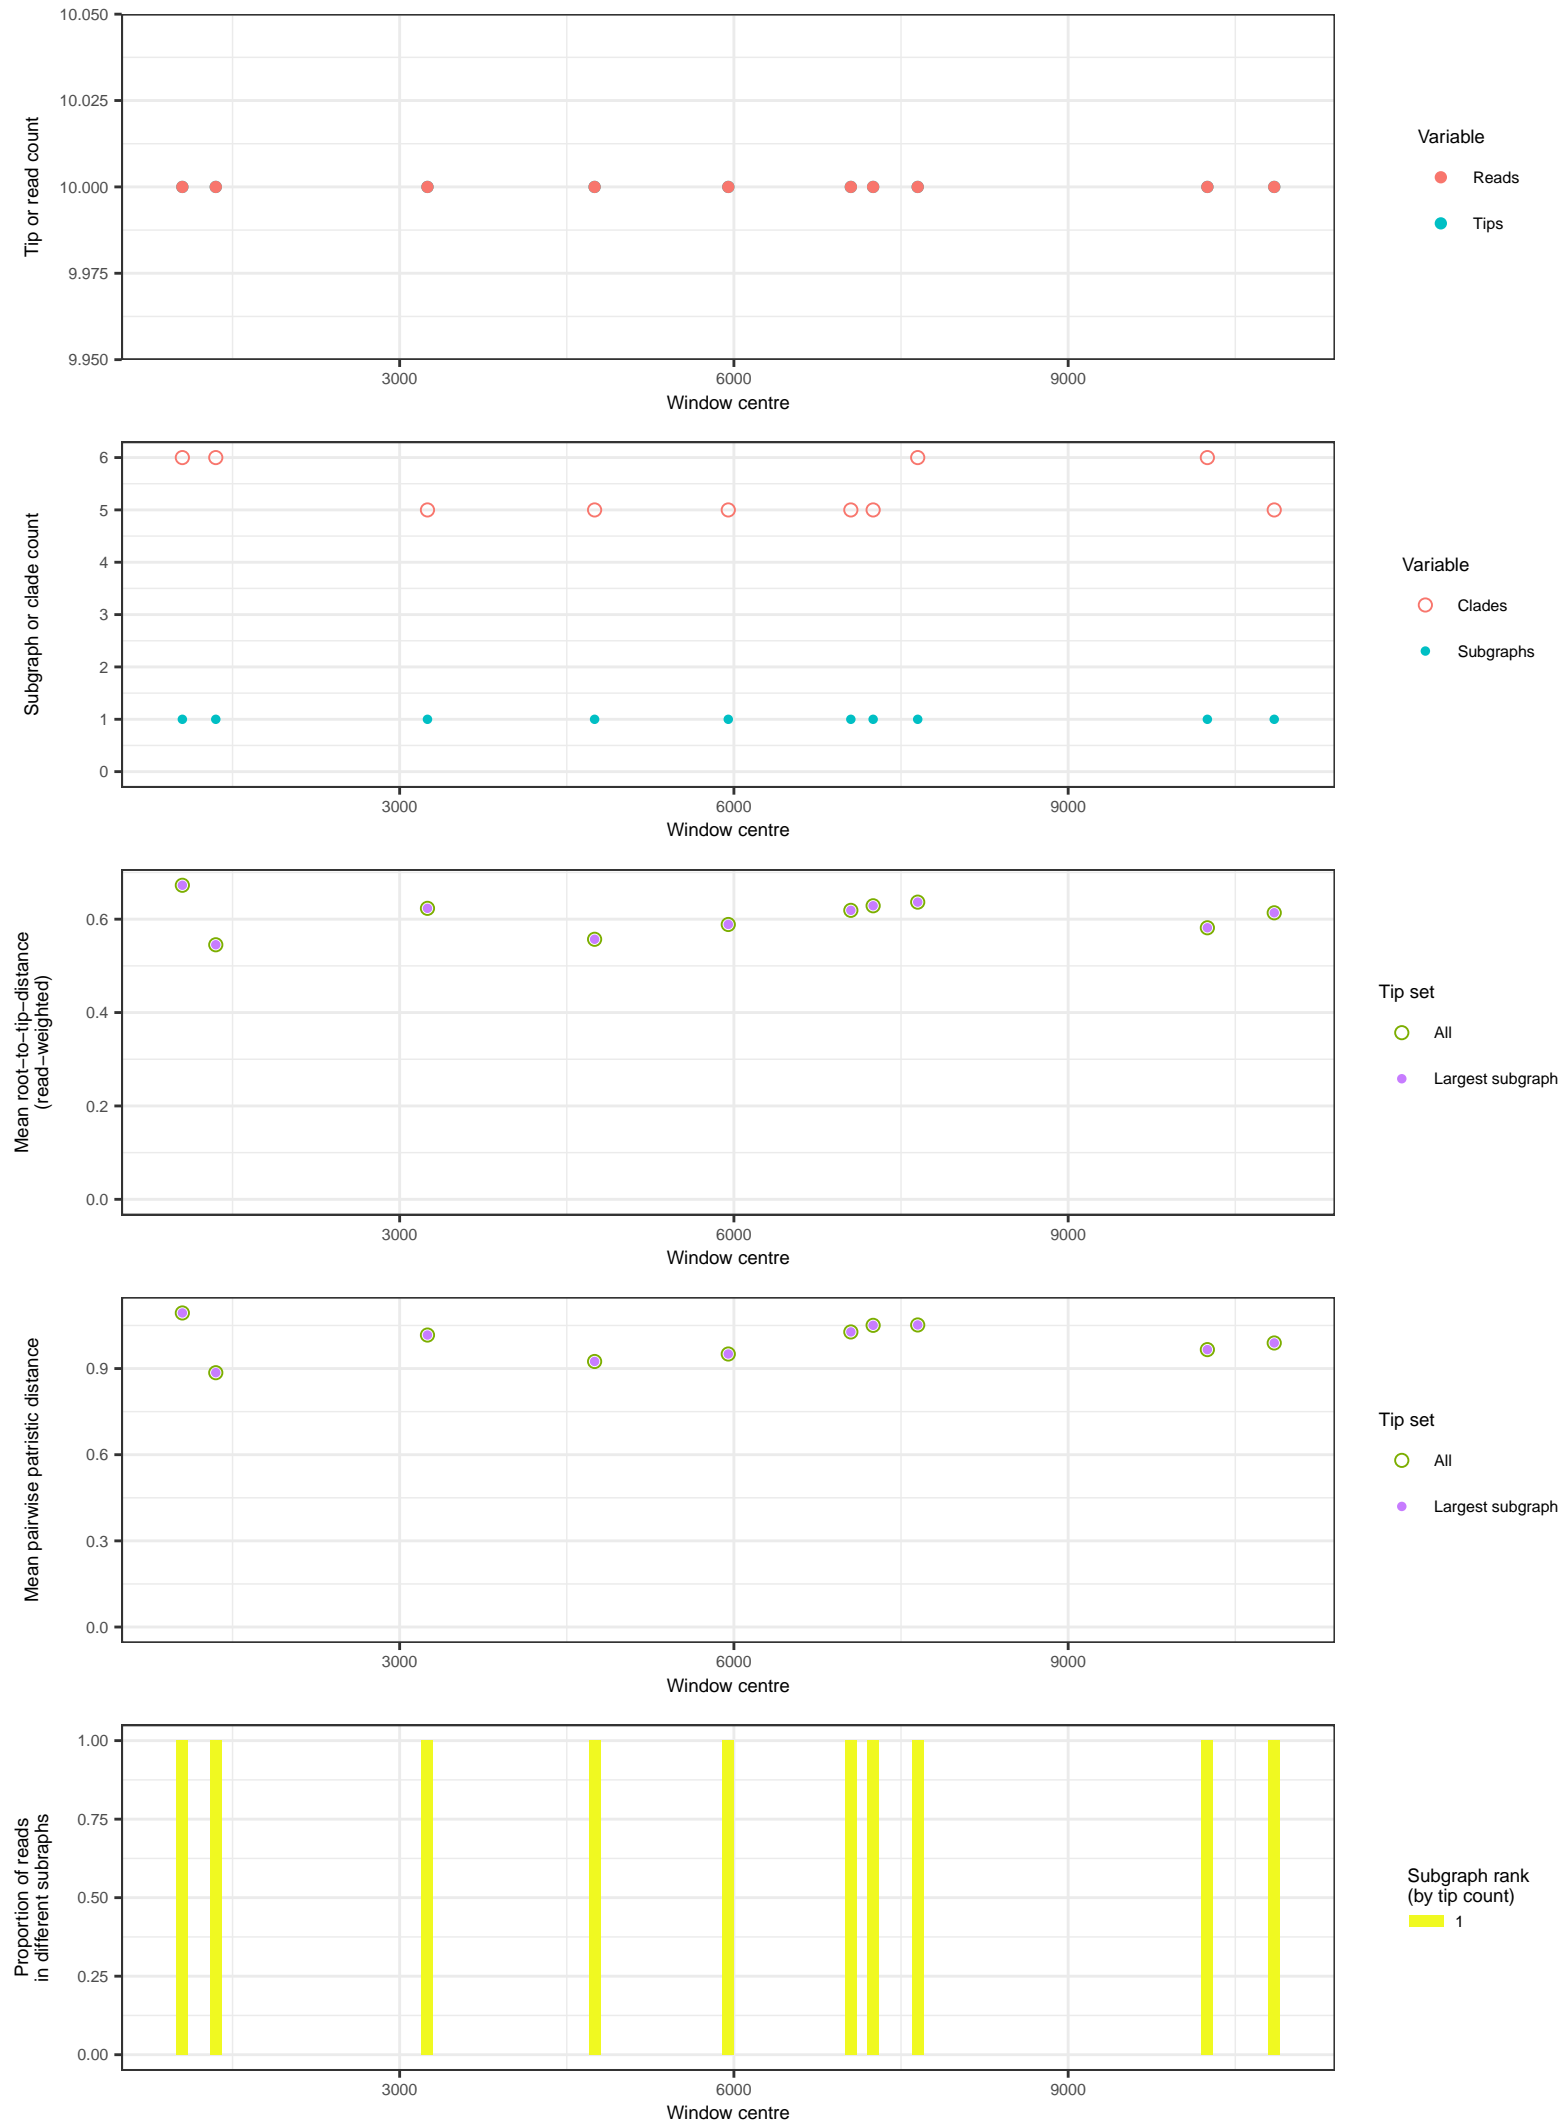 10.050
10.025
10.000
9.975
9.950
Tip or read count
3000
6000
9000
Window centre
Variable
Reads
Tips
6
5
4
3
2
1
0
Subgraph or clade count
3000
6000
9000
Window centre
Variable
Clades
Subgraphs
0.6
0.4
0.2
0.0
Mean root−to−tip−distance
(read−weighted)
3000
6000
9000
Window centre
Tip set
All
Largest subgraph
0.9
0.6
0.3
0.0
Mean pairwise patristic distance
3000
6000
9000
Window centre
Tip set
All
Largest subgraph
1.00
0.75
0.50
0.25
0.00
Proportion of reads
in different subraphs
3000
6000
9000
Window centre
Subgraph rank
(by tip count)
1